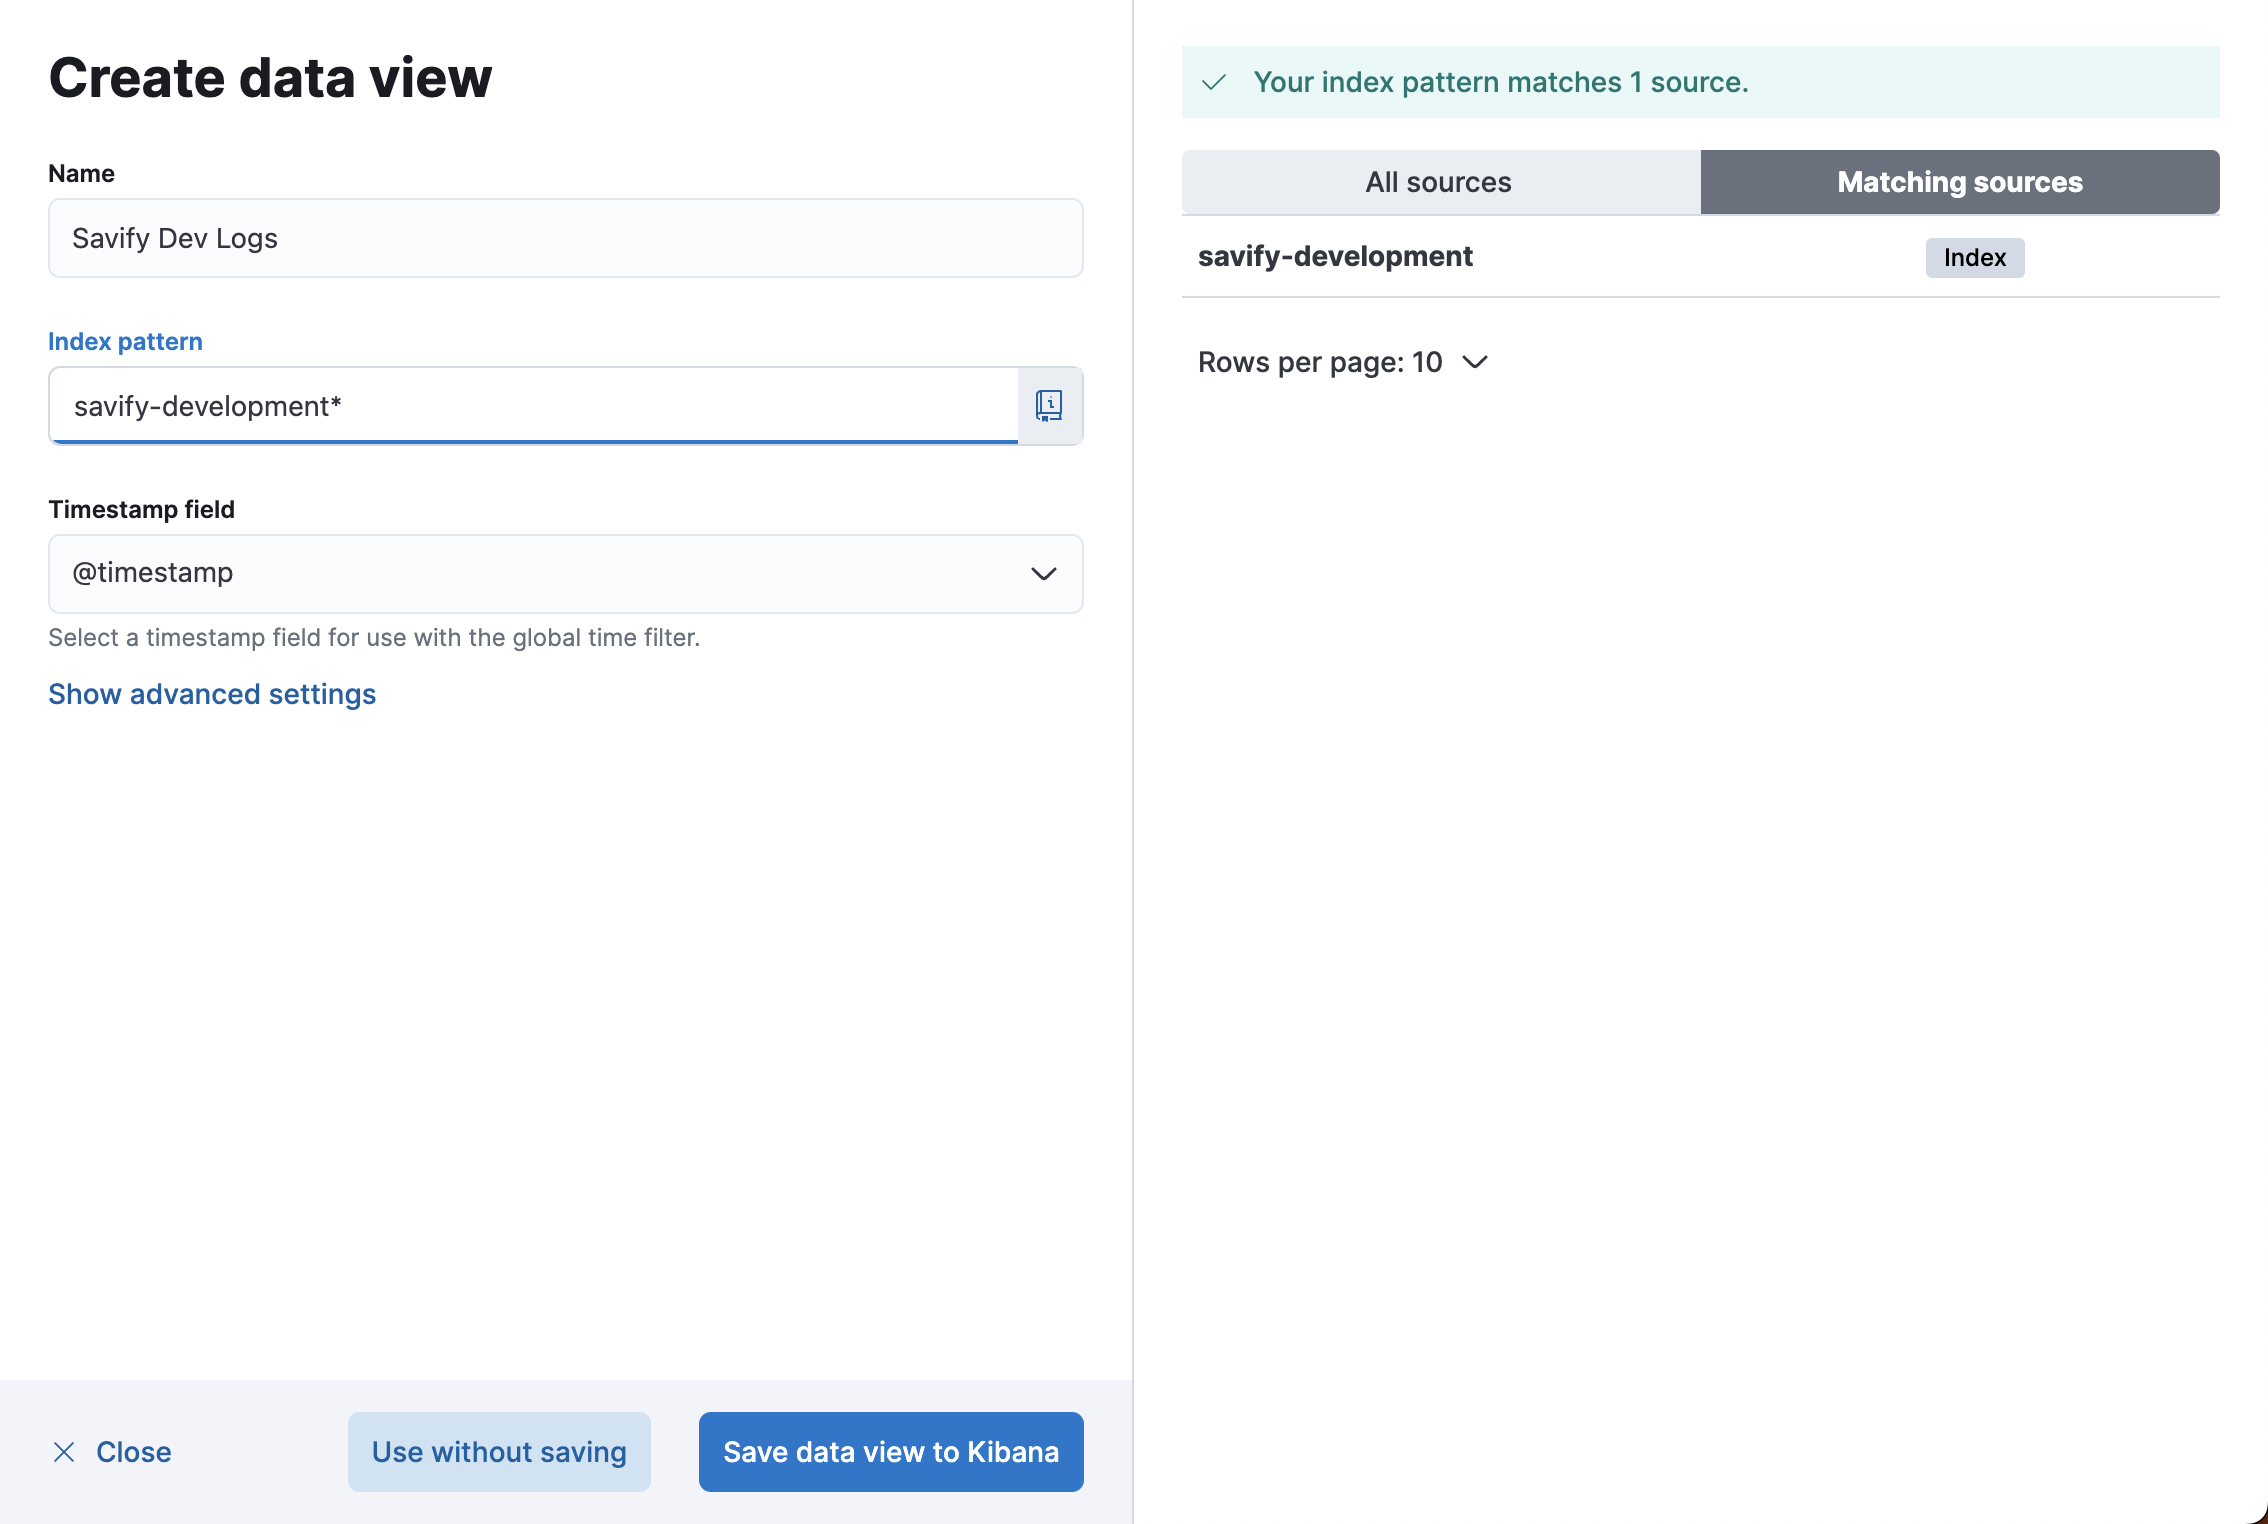 Create data view
Name
Savify Dev Logs
Index pattern
savify-development*
Timestamp field
@timestamp
Select a timestamp field for use with the global time filter.
Show advanced settings
Close
Use without saving
Save data view to Kibana
Your index pattern matches 1 source.
All sources
Matching sources
savify-development
Index
Rows per page: 10